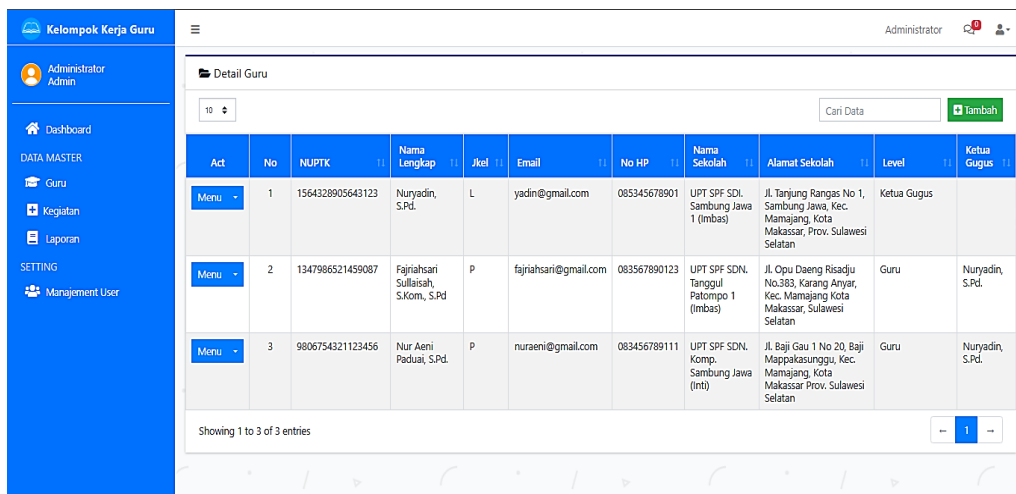 Kelompok Kerja Guru
Administrator
0
Administrator
Admin
Dashboard
DATA MASTER
Guru
Kegiatan
Laporan
SETTING
Manajement User
Detail Guru
10
Cari Data
Tambah
Act No NUPTK Nama Lengkap Jkel Email No HP Nama Sekolah Alamat Sekolah Level Ketua Gugus
Menu 1 1564328905643123 Nuryadin, L yadin@gmail.com 085345678901 UPT SPF SDI. Jl. Tanjung Rangas No 1, Ketua Gugus
S.Pd. Sambung Jawa Sambung Jawa, Kec.
1 (Imbas) Mamajang, Kota
Makassar, Prov. Sulawesi
Selatan
Menu 2 1347986521459087 Fajriahsari P fajriahsari@gmail.com 083567890123 UPT SPF SDN. Jl. Opu Daeng Risadju Guru Nuryadin,
Sullaisah, Tanggul No.383, Karang Anyar, S.Pd.
S.Kom., S.Pd Patompo 1 Kec. Mamajang Kota
(Imbas) Makassar, Sulawesi
Selatan
Menu 3 9806754321123456 Nur Aeni P nuraeni@gmail.com 083456789111 UPT SPF SDN. Jl. Baji Gau 1 No 20, Baji Guru Nuryadin,
Paduai, S.Pd. Komp. Mappakasunggu, Kec. S.Pd.
Sambung Jawa Mamajang, Kota
(Inti) Makassar Prov. Sulawesi
Selatan
Showing 1 to 3 of 3 entries
← 1 →